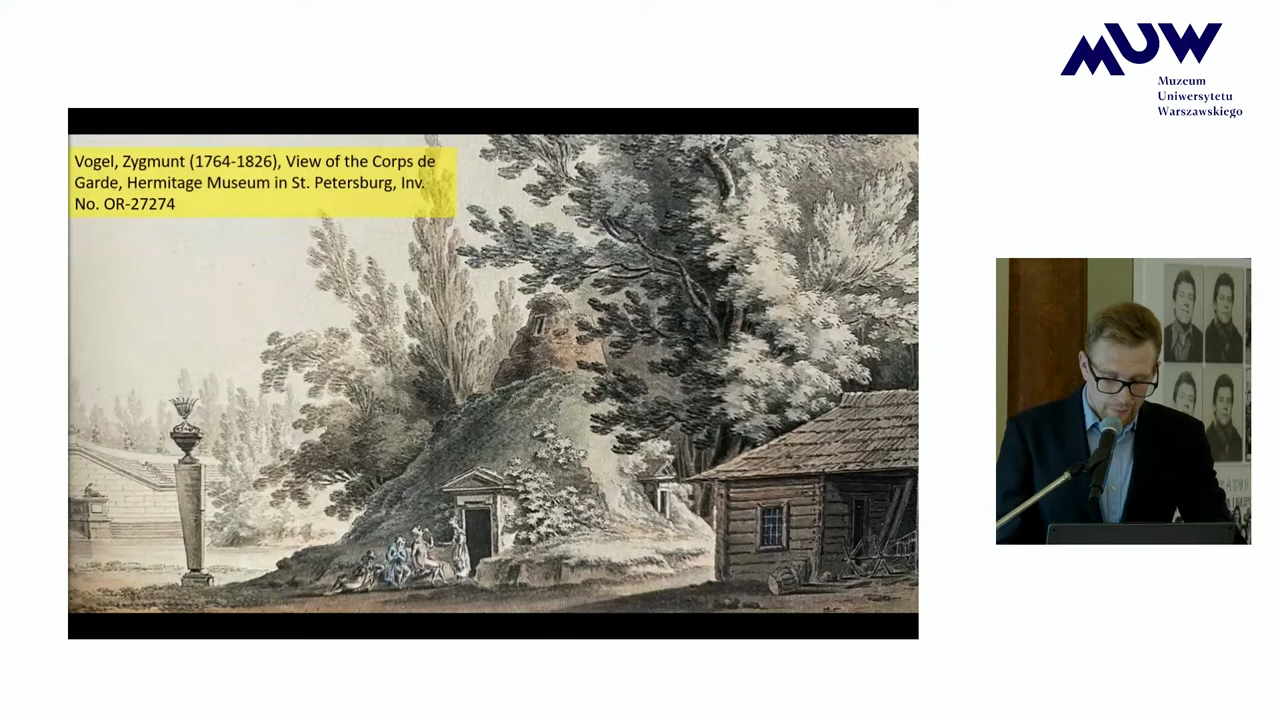 MUW
Muzeum
Uniwersytetu
Warszawskiego
Vogel, Zygmunt (1764-1826), View of the Corps de
Garde, Hermitage Museum in St. Petersburg, Inv.
No. OR-27274